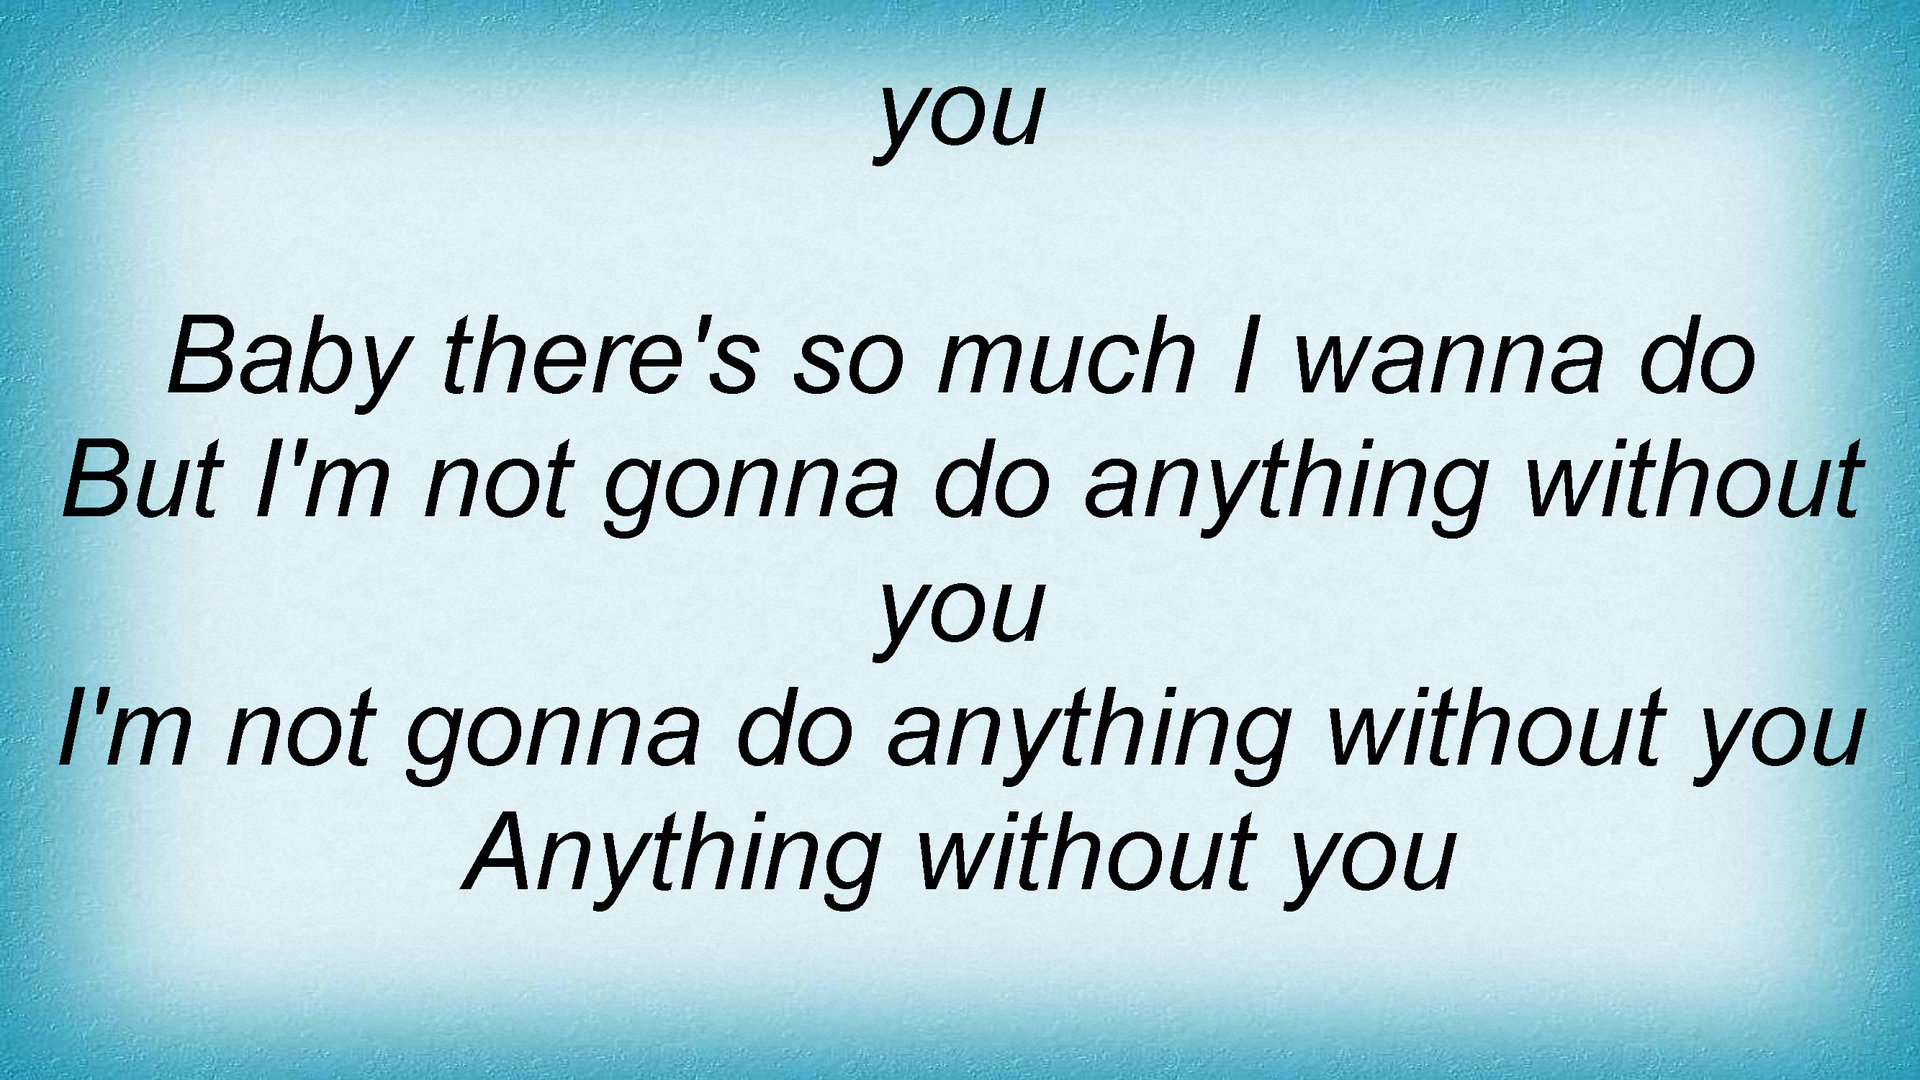 you
Baby there's so much I wanna do
But I'm not gonna do anything without
you
I'm not gonna do anything without you
Anything without you